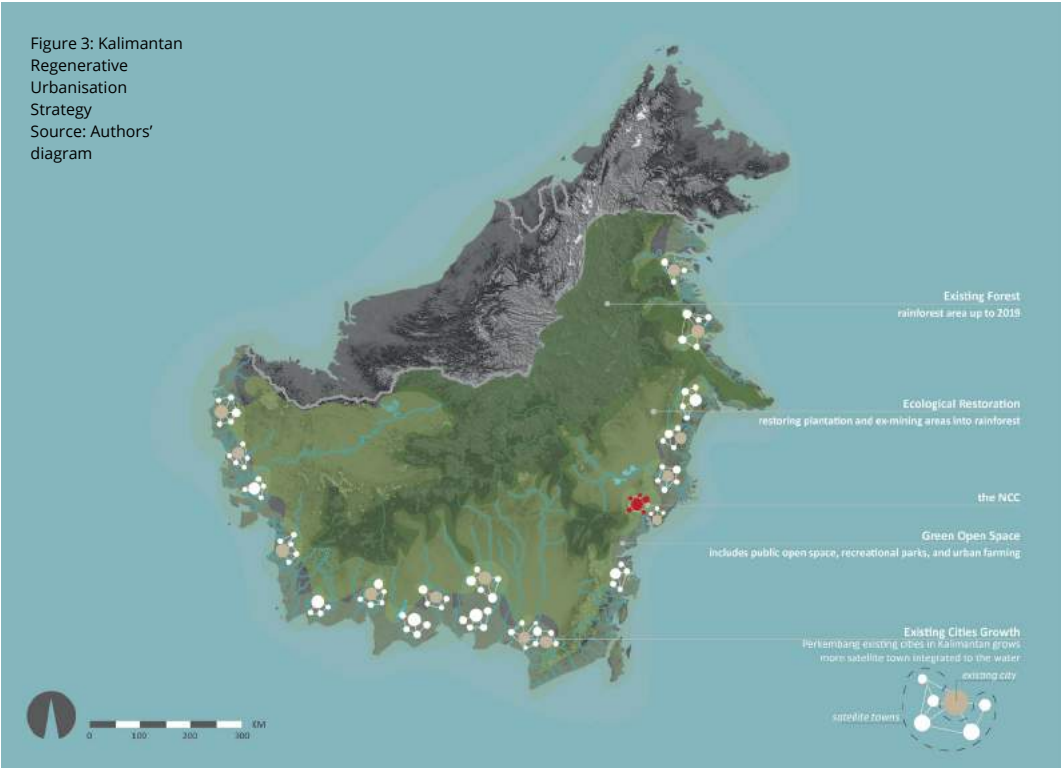 Figure 3: Kalimantan
Regenerative
Urbanisation
Strategy
Source: Authors’
diagram
Existing Forest
rainforest area up to 2019
Ecological Restoration
restoring plantation and ex-mining areas into rainforest
the NCC
Green Open Space
includes public open space, recreational parks, and urban farming
Existing Cities Growth
Perkembang existing cities in Kalimantan grows
more satellite town integrated to the water
existing city
satellite towns
KM
0 100 200 300